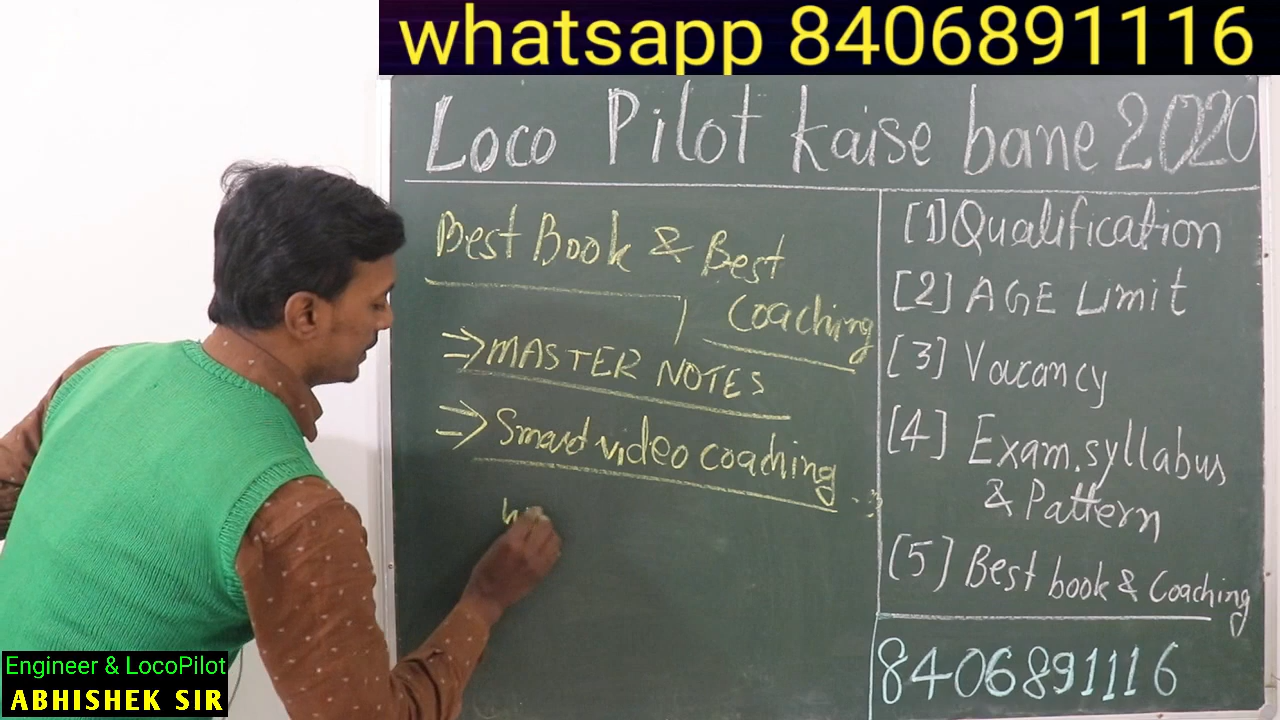 whatsapp 8406891116
Loco Pilot kaise bane 2020
Best Book & Best
Coaching
⇒ MASTER NOTES
⇒ Smart video coaching
[1] Qualification
[2] AGE Limit
[3] Vacancy
[4] Exam.syllabus
& Pattern
[5] Best book & Coaching
8406891116
Engineer & LocoPilot
ABHISHEK SIR